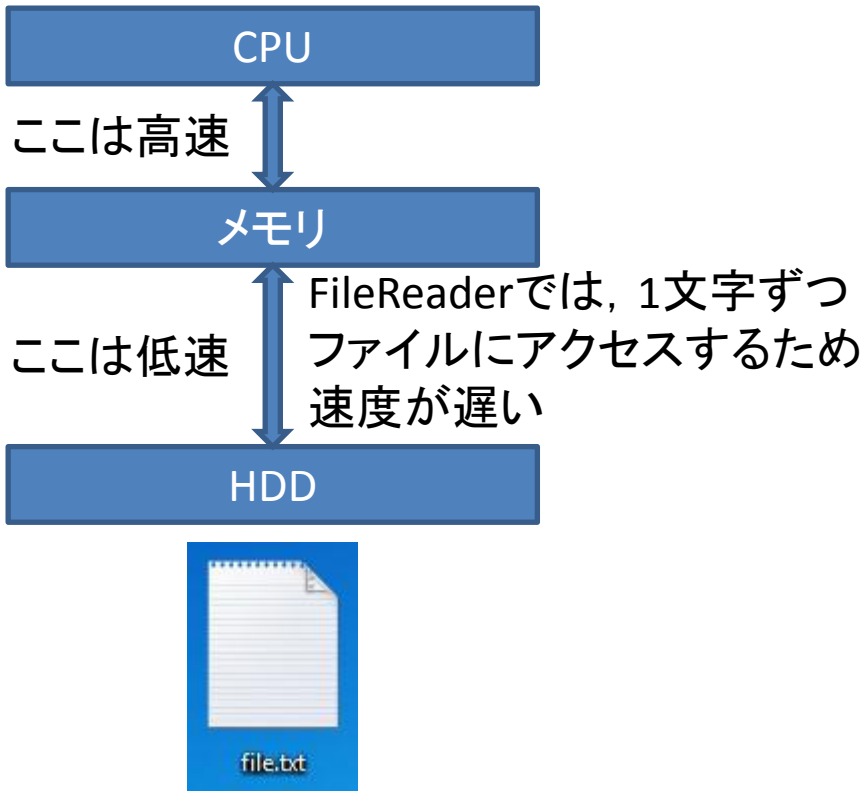 CPU
ここは高速
メモリ
FileReaderでは，1文字ずつ
ファイルにアクセスするため
速度が遅い
ここは低速
HDD
file.txt